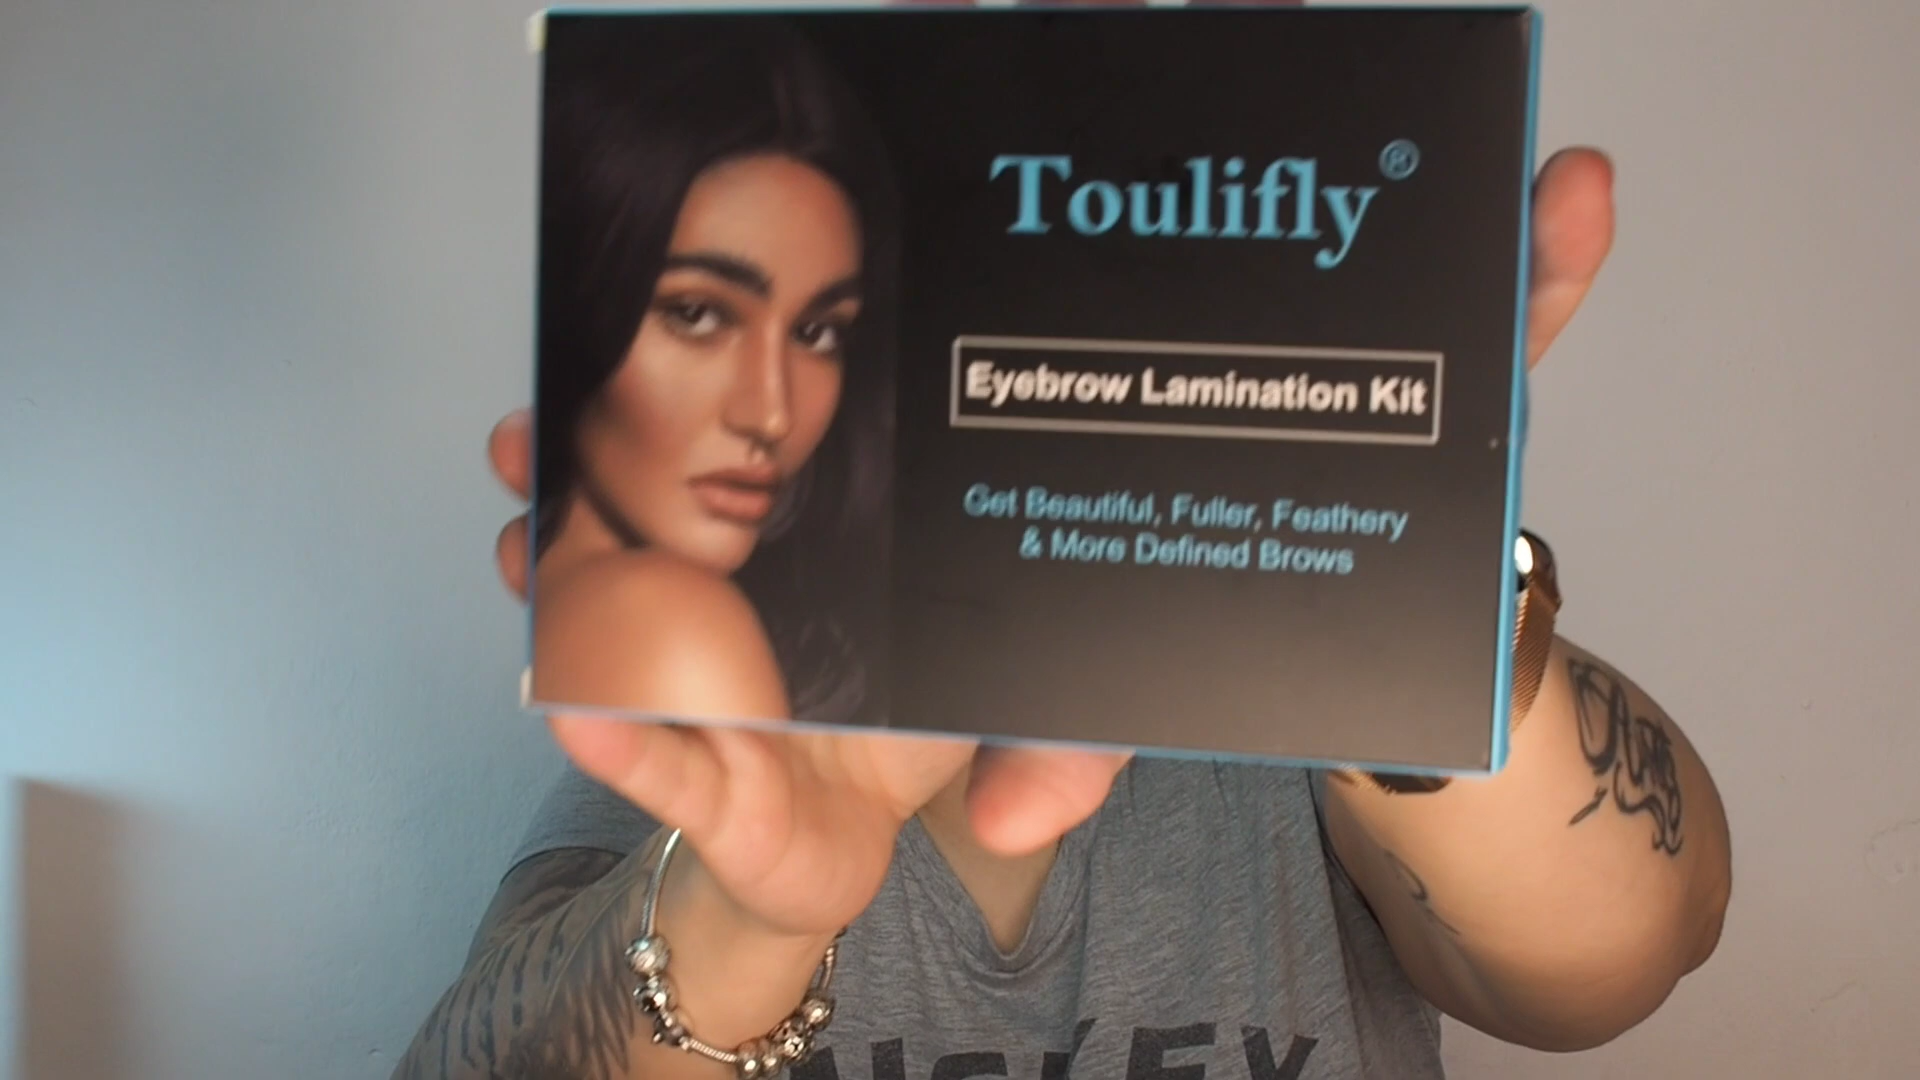 Toulifly®
Eyebrow Lamination Kit
Get Beautiful, Fuller, Feathery
& More Defined Brows